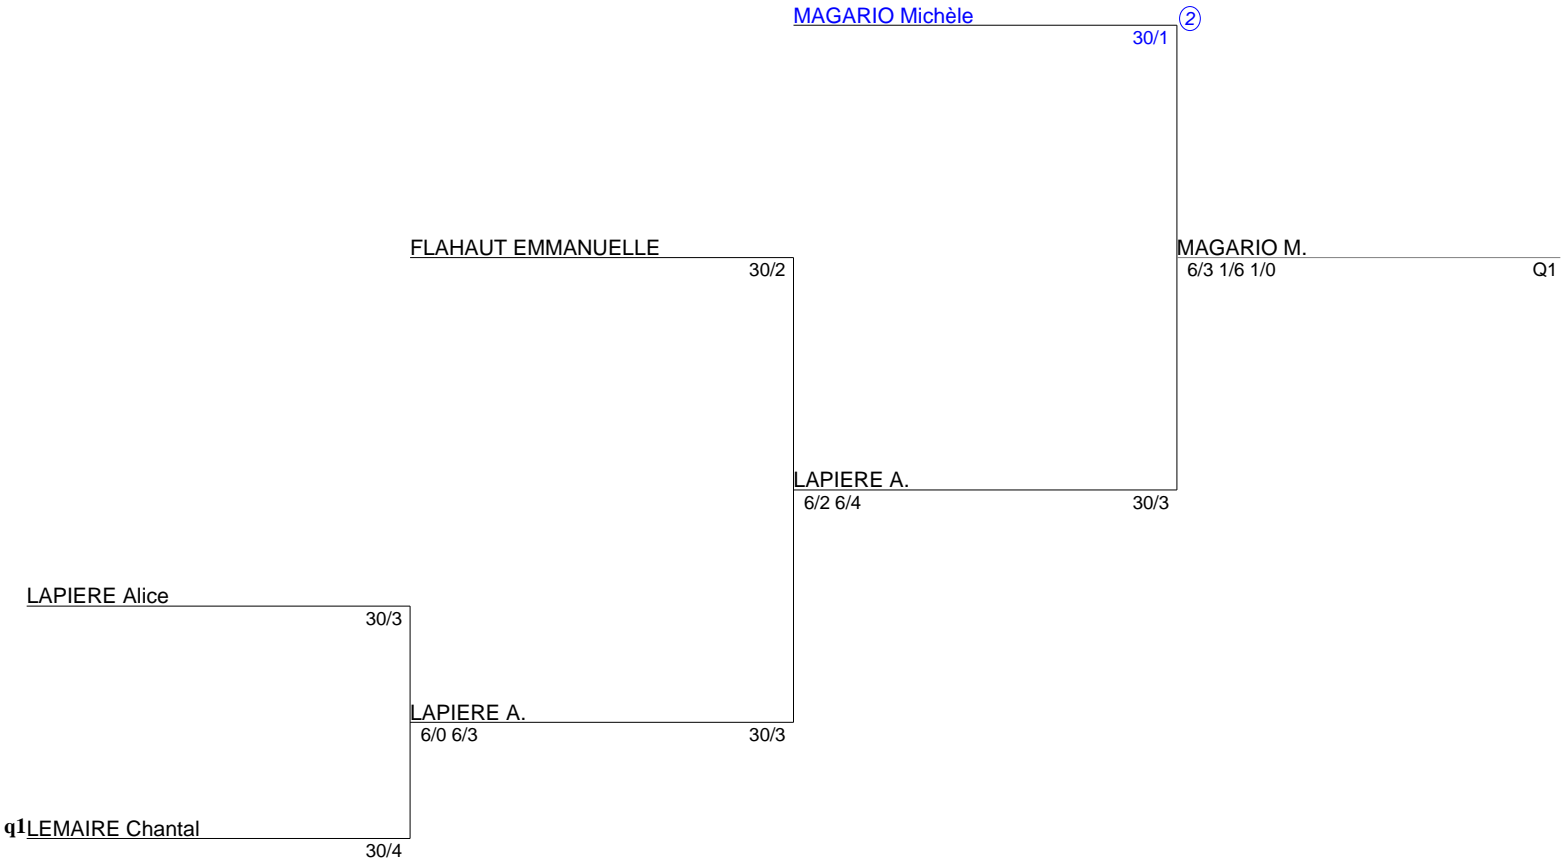 MAGARIO Michèle
2
30/1
FLAHAUT EMMANUELLE
30/2
MAGARIO M.
6/3 1/6 1/0
Q1
LAPIERE A.
6/2 6/4
30/3
LAPIERE Alice
30/3
LAPIERE A.
6/0 6/3
30/3
q1 LEMAIRE Chantal
30/4